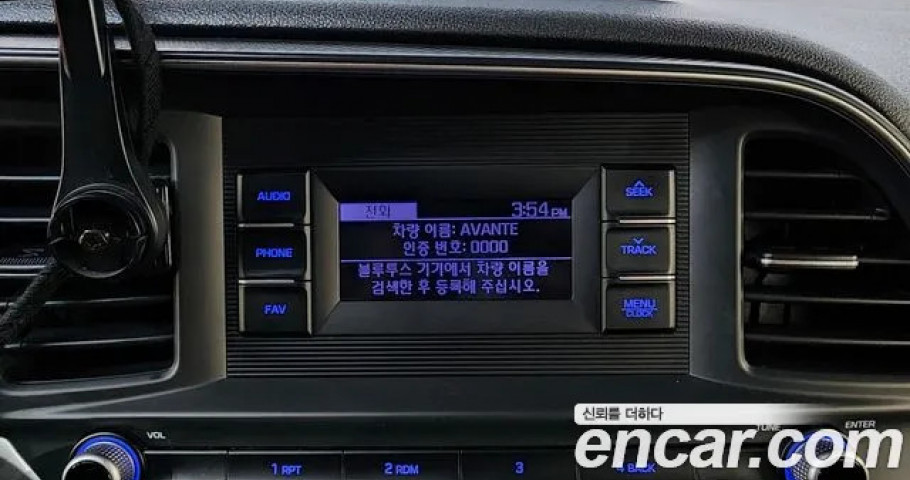 AUDIO
PHONE
FAV
전화 3:54 PM
차량 이름: AVANTE
인증 번호: 0000
블루투스 기기에서 차량 이름을
검색한 후 등록해 주십시오.
SEEK
TRACK
MENU
CLOCK
신뢰를 더하다
encar.com
VOL
1 RPT
2 RDM
3
4 BACK
TUNE
ENTER